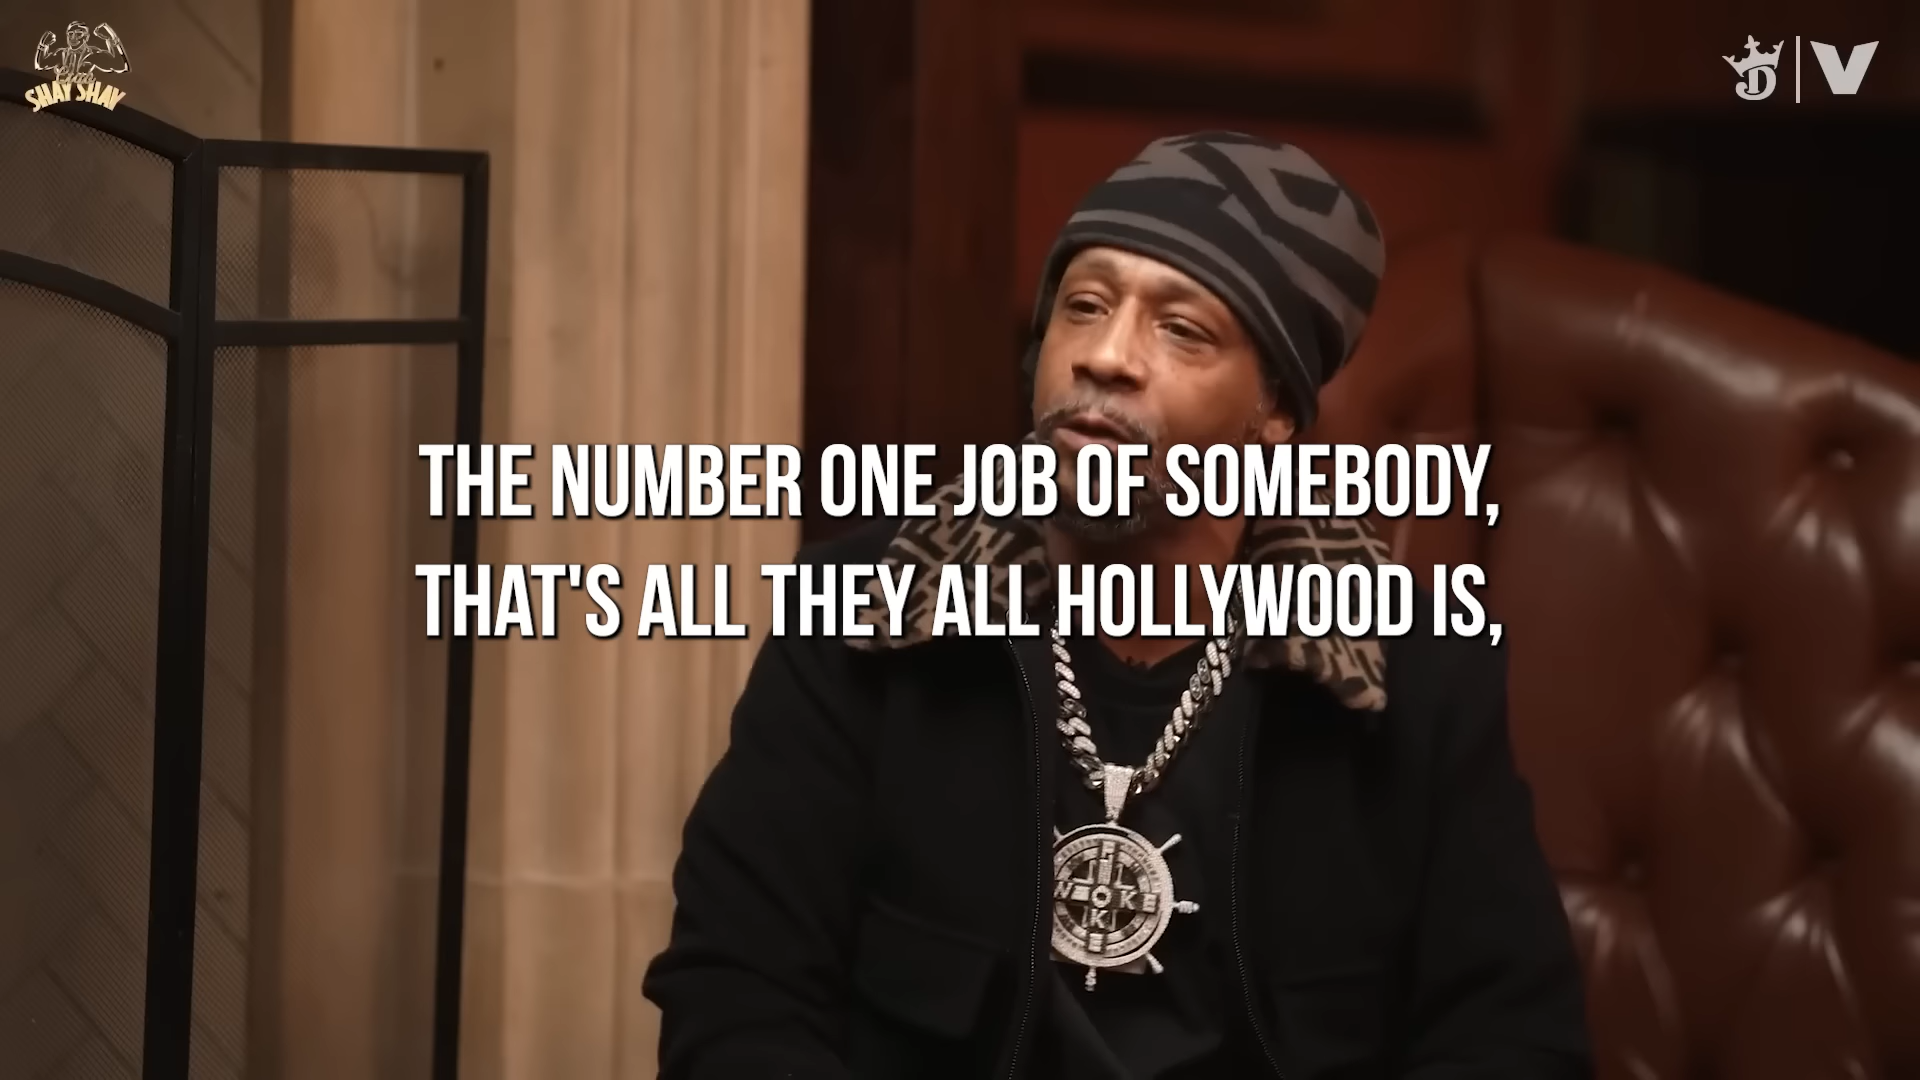 SHAY SHAY
THE NUMBER ONE JOB OF SOMEBODY,
THAT'S ALL THEY ALL HOLLYWOOD IS,